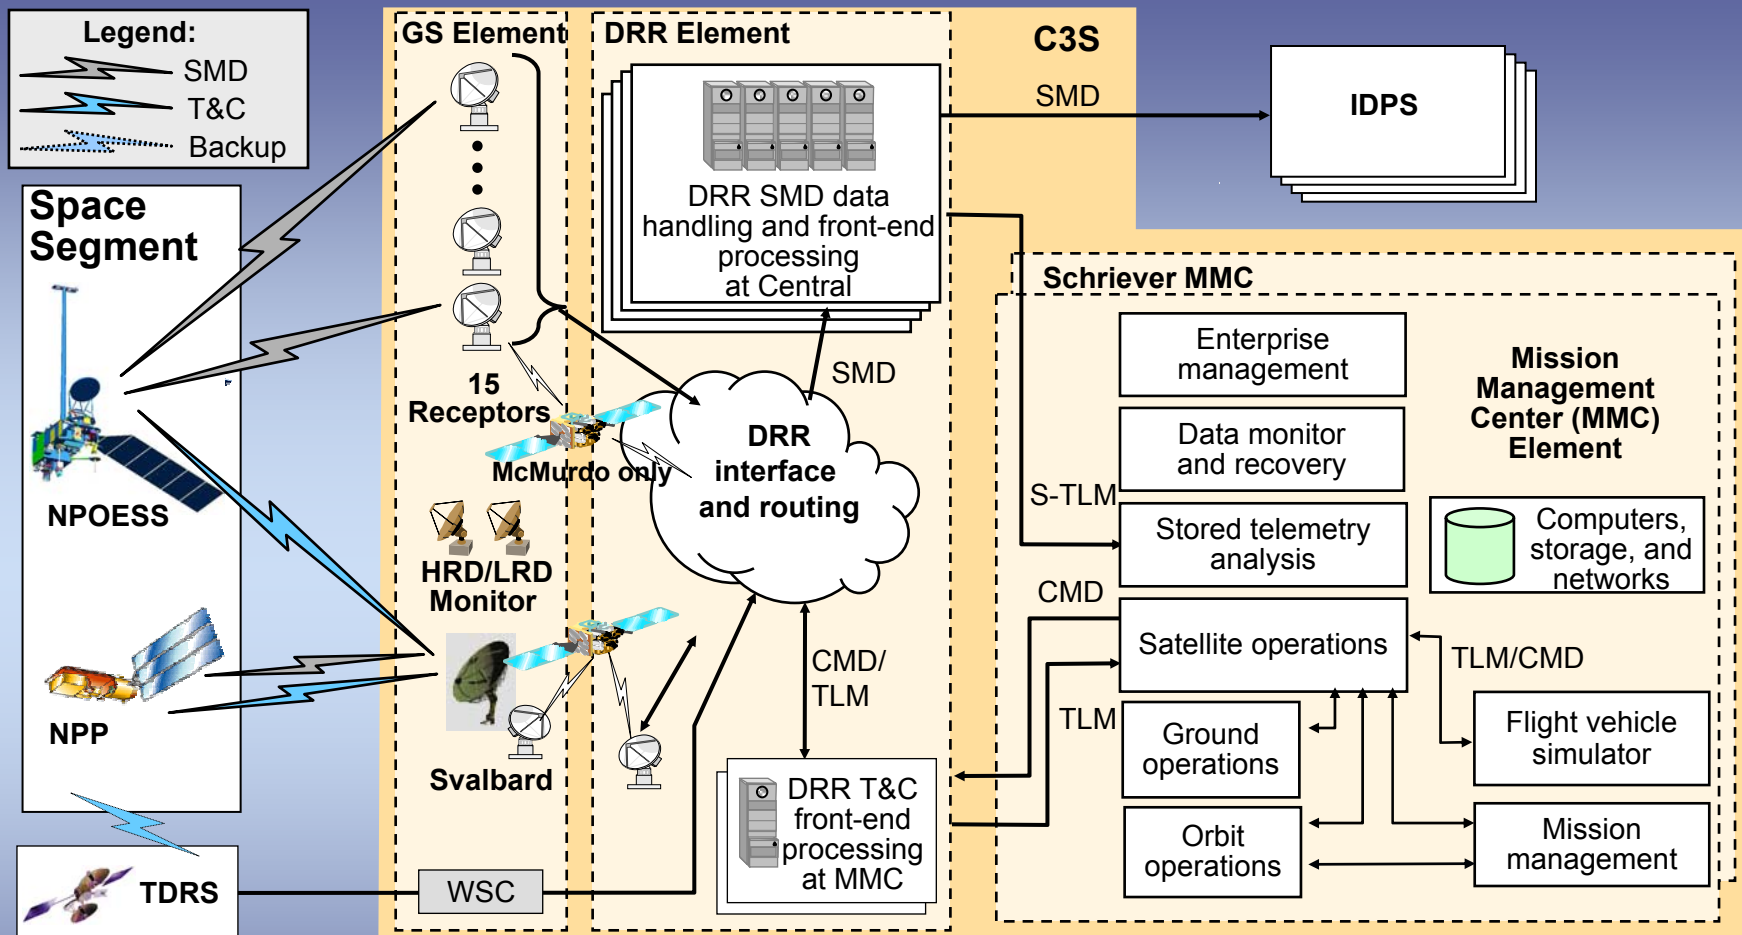 Legend:
SMD
T&C
Backup
Space
Segment
NPOESS
NPP
TDRS
GS Element
15
Receptors
McMurdo only
HRD/LRD
Monitor
Svalbard
WSC
DRR Element
DRR SMD data
handling and front-end
processing
at Central
SMD
DRR
interface
and routing
CMD/
TLM
DRR T&C
front-end
processing
at MMC
C3S
SMD
IDPS
S-TLM
CMD
TLM
Schriever MMC
Enterprise
management
Data monitor
and recovery
Stored telemetry
analysis
Satellite operations
Ground
operations
Orbit
operations
Mission
Management
Center (MMC)
Element
Computers,
storage, and
networks
TLM/CMD
Flight vehicle
simulator
Mission
management